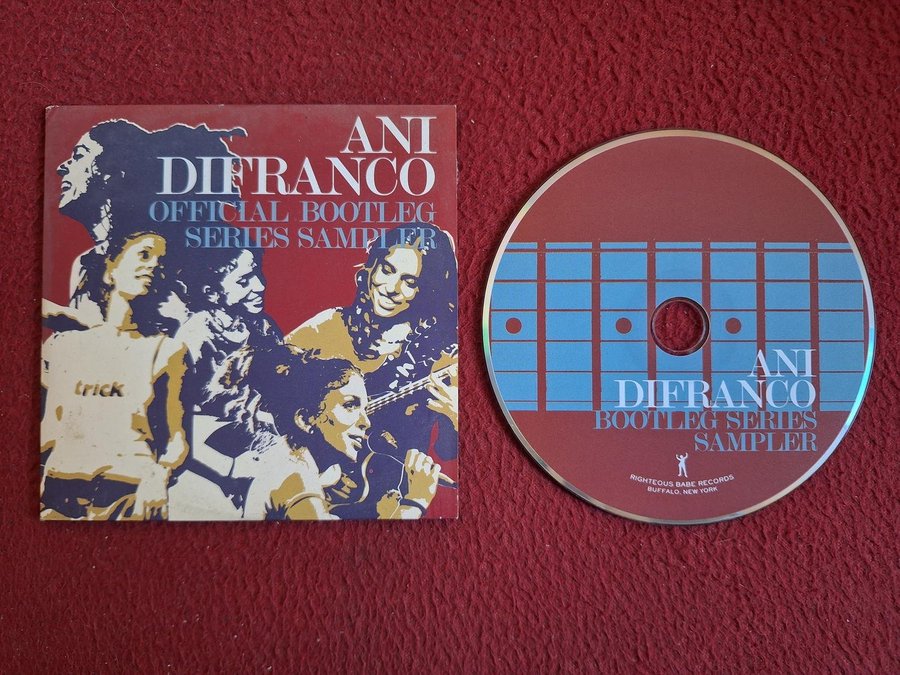 ANI
DIFRANCO
OFFICIAL BOOTLEG
SERIES SAMPLER
trick
ANI
DIFRANCO
BOOTLEG SERIES
SAMPLER
RIGHTEOUS BABE RECORDS
BUFFALO, NEW YORK